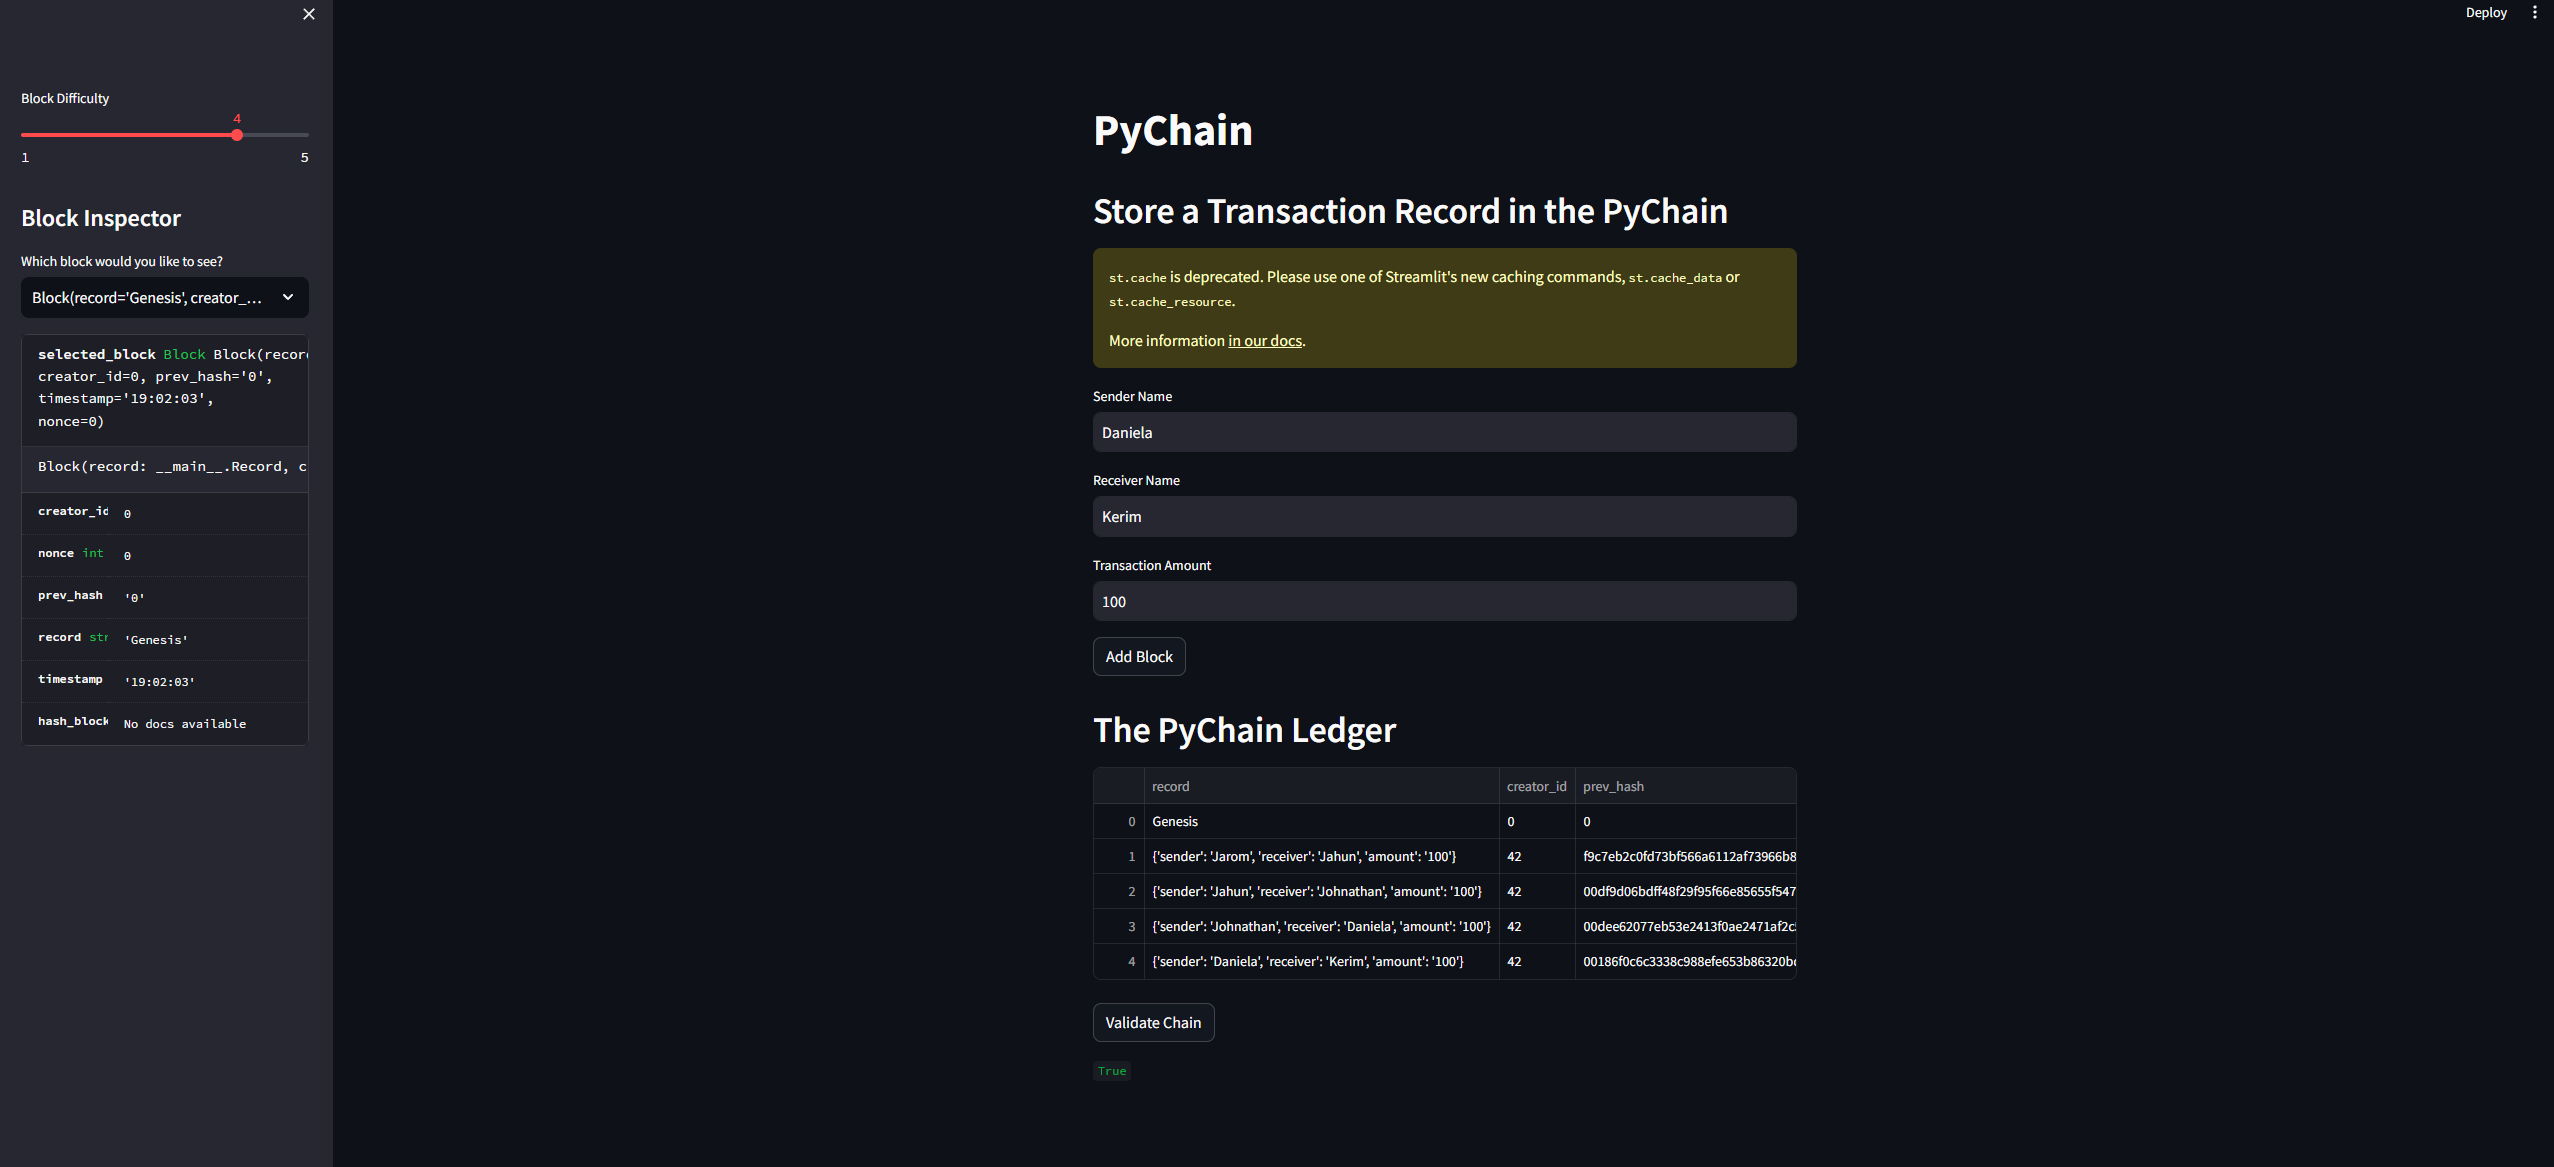 Deploy
Block Difficulty
4
1
5
Block Inspector
Which block would you like to see?
Block(record='Genesis', creator_...
selected_block Block Block(recor
creator_id=0, prev_hash='0',
timestamp='19:02:03',
nonce=0)
Block(record: __main__.Record, c
creator_id 0
nonce int 0
prev_hash '0'
record str 'Genesis'
timestamp '19:02:03'
hash_block No docs available
PyChain
Store a Transaction Record in the PyChain
st.cache is deprecated. Please use one of Streamlit's new caching commands, st.cache_data or
st.cache_resource.
More information in our docs.
Sender Name
Daniela
Receiver Name
Kerim
Transaction Amount
100
Add Block
The PyChain Ledger
record creator_id prev_hash
0 Genesis 0 0
1 {'sender': 'Jarom', 'receiver': 'Jahun', 'amount': '100'} 42 f9c7eb2c0fd73bf566a6112af73966b8
2 {'sender': 'Jahun', 'receiver': 'Johnathan', 'amount': '100'} 42 00df9d06bdff48f29f95f66e85655f547
3 {'sender': 'Johnathan', 'receiver': 'Daniela', 'amount': '100'} 42 00dee62077eb53e2413f0ae2471af2c
4 {'sender': 'Daniela', 'receiver': 'Kerim', 'amount': '100'} 42 00186f0c6c3338c988efe653b86320b
Validate Chain
True